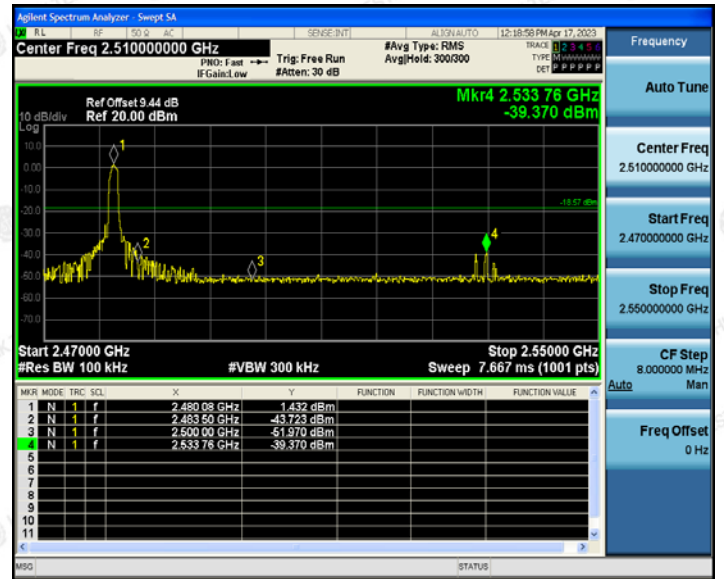 Agilent Spectrum Analyzer - Swept SA
RL RF 50 Ω AC SENSE:INT ALIGNAUTO 12:18:58 PM Apr 17, 2023
Center Freq 2.510000000 GHz
PNO: Fast
IFGain:Low
Trig: Free Run
#Atten: 30 dB
#Avg Type: RMS
Avg|Hold: 300/300
TRACE 1 2 3 4 5 6
TYPE M
DET P P P P P P
Ref Offset 9.44 dB
10 dB/div Ref 20.00 dBm
Log
Mkr4 2.533 76 GHz
-39.370 dBm
10.0
0.00
-10.0
-20.0
-30.0
-40.0
-50.0
-60.0
-70.0
1
2
3
4
-18.57 dBm
Start 2.47000 GHz Stop 2.55000 GHz
#Res BW 100 kHz #VBW 300 kHz Sweep 7.667 ms (1001 pts)
MKR MODE TRC SCL X Y FUNCTION FUNCTION WIDTH FUNCTION VALUE
1 N 1 f 2.480 08 GHz 1.432 dBm
2 N 1 f 2.483 50 GHz -43.723 dBm
3 N 1 f 2.500 00 GHz -51.970 dBm
4 N 1 f 2.533 76 GHz -39.370 dBm
5
6
7
8
9
10
11
MSG STATUS
Frequency
Auto Tune
Center Freq
2.510000000 GHz
Start Freq
2.470000000 GHz
Stop Freq
2.550000000 GHz
CF Step
8.000000 MHz
Auto Man
Freq Offset
0 Hz